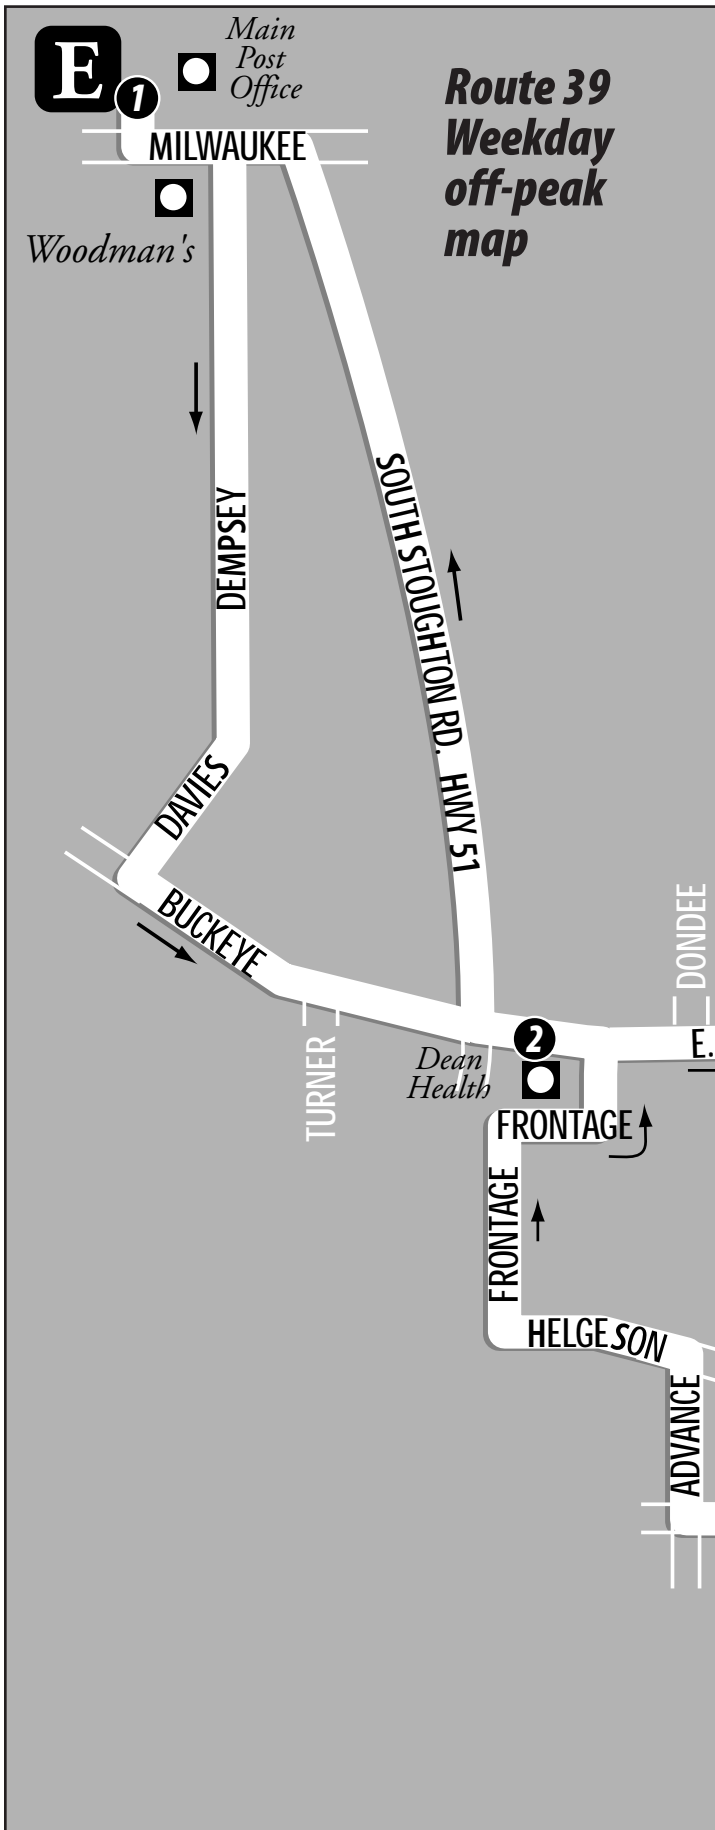 E
1
Main
Post
Office
Route 39
Weekday
off-peak
map
MILWAUKEE
Woodman's
DEMPSEY
SOUTH STOUGHTON RD. HWY 51
DAVIES
BUCKEYE
DONDEE
TURNER
2
E.
Dean
Health
FRONTAGE
FRONTAGE
HELGESON
ADVANCE